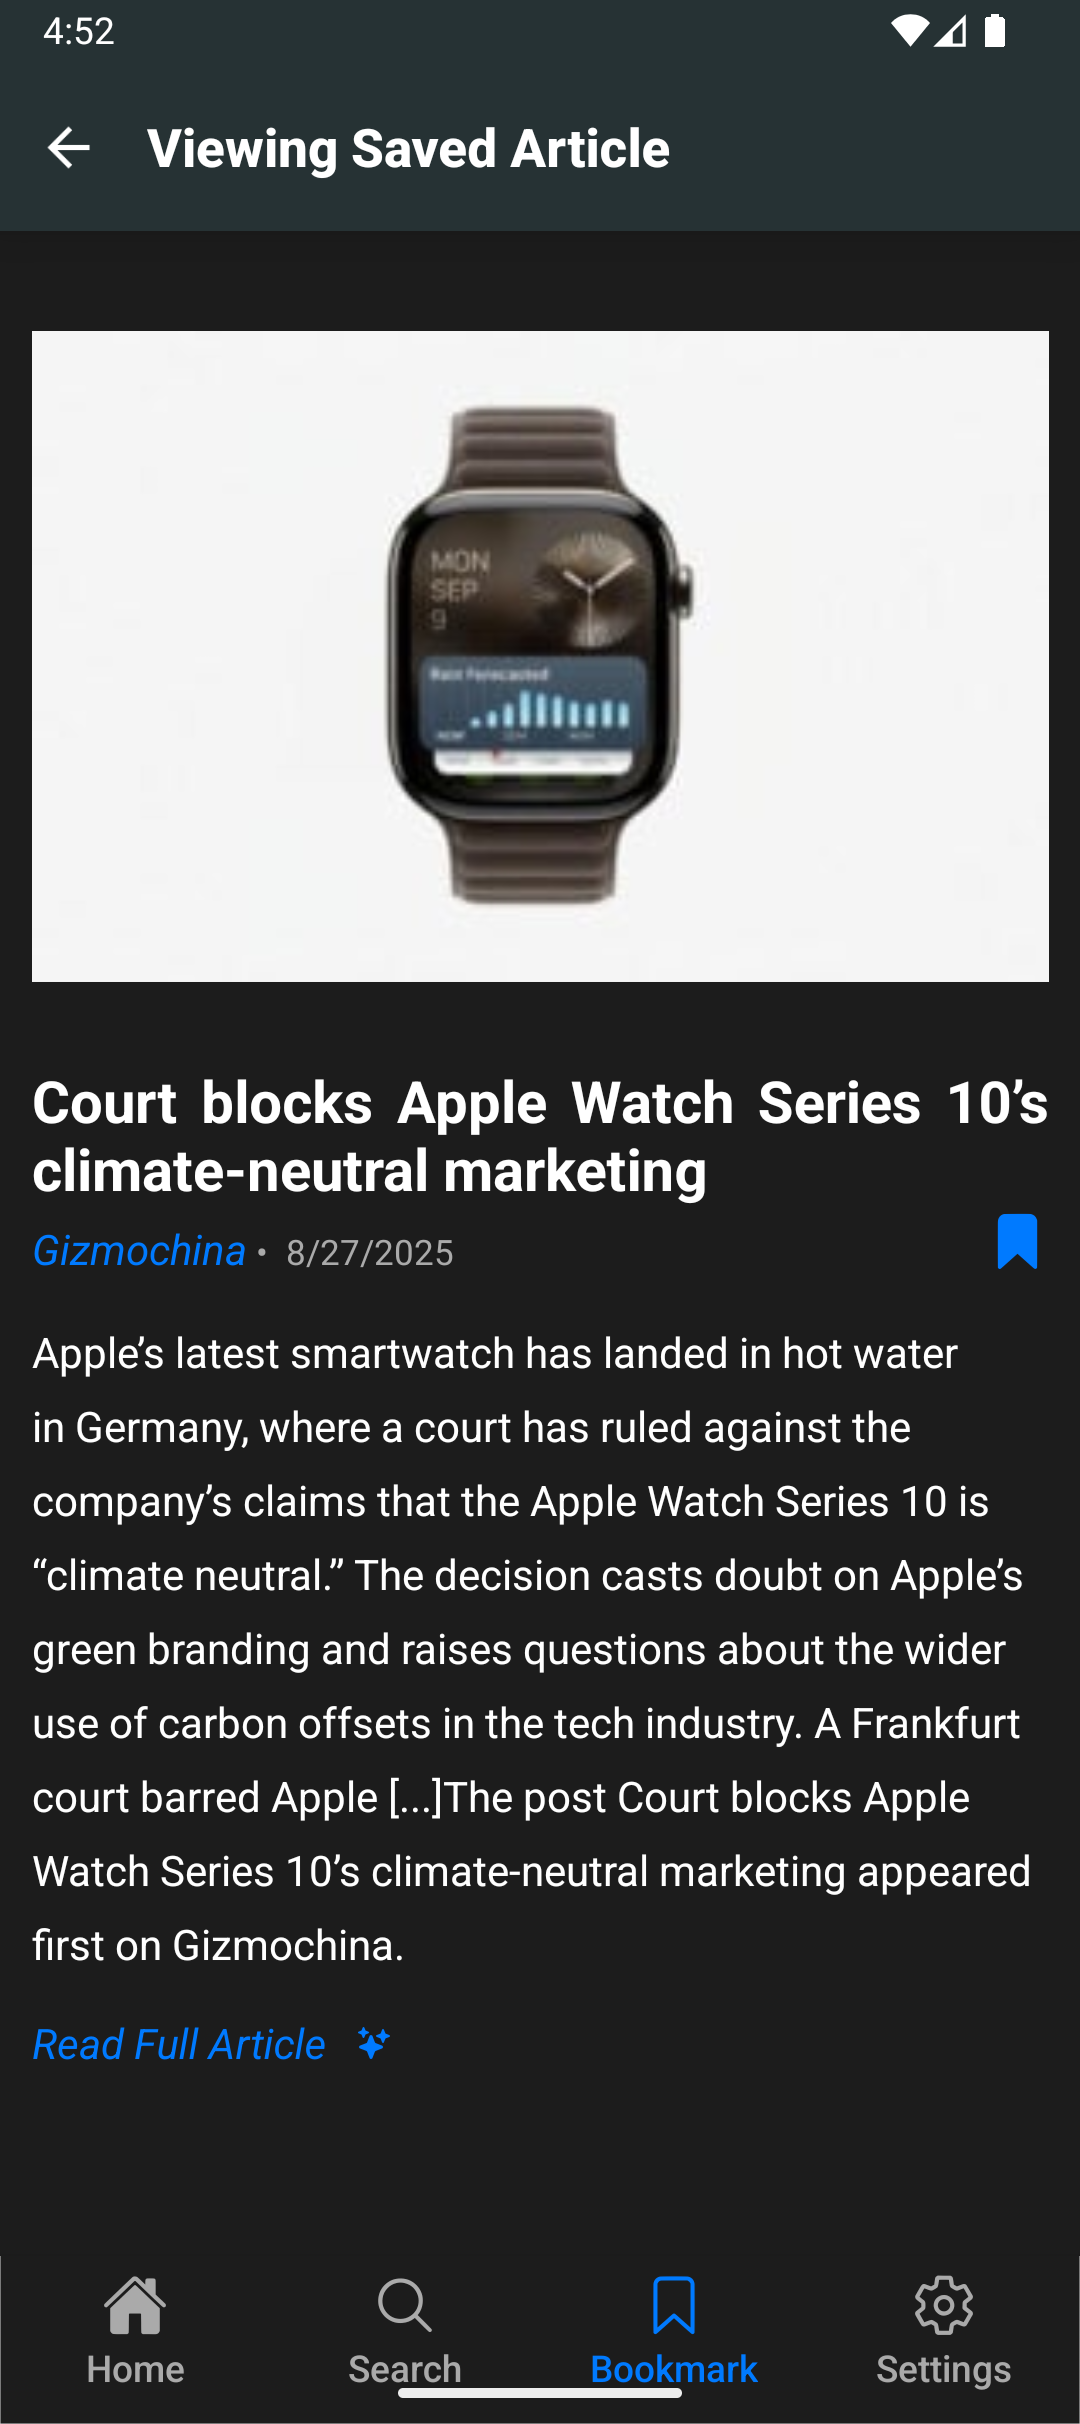 4:52
Viewing Saved Article
MON
SEP
9
Rain Forecasted
NOW
Court blocks Apple Watch Series 10’s
climate-neutral marketing
Gizmochina • 8/27/2025
Apple’s latest smartwatch has landed in hot water
in Germany, where a court has ruled against the
company’s claims that the Apple Watch Series 10 is
“climate neutral.” The decision casts doubt on Apple’s
green branding and raises questions about the wider
use of carbon offsets in the tech industry. A Frankfurt
court barred Apple [...]The post Court blocks Apple
Watch Series 10’s climate-neutral marketing appeared
first on Gizmochina.
Read Full Article
Home
Search
Bookmark
Settings